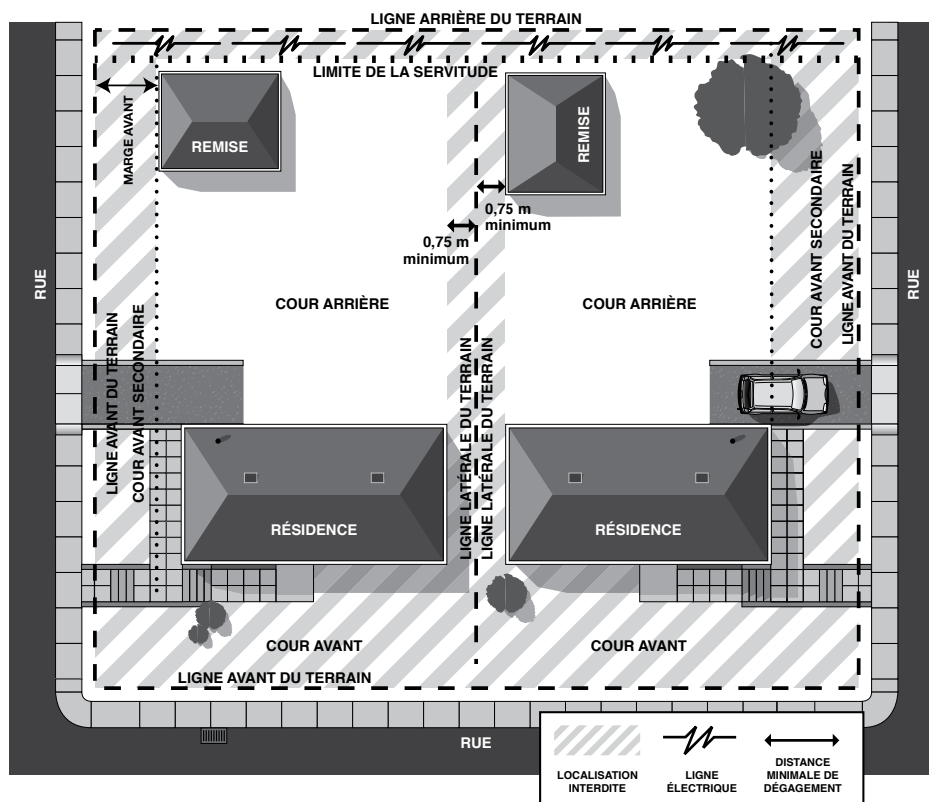 LIGNE ARRIÈRE DU TERRAIN
LIMITE DE LA SERVITUDE
MARGE AVANT
REMISE
REMISE
0,75 m
minimum
0,75 m
minimum
RUE
COUR ARRIÈRE
COUR ARRIÈRE
COUR AVANT SECONDAIRE
LIGNE AVANT DU TERRAIN
RUE
LIGNE AVANT DU TERRAIN
COUR AVANT SECONDAIRE
LIGNE LATÉRALE DU TERRAIN
LIGNE LATÉRALE DU TERRAIN
RÉSIDENCE
RÉSIDENCE
COUR AVANT
COUR AVANT
LIGNE AVANT DU TERRAIN
RUE
LOCALISATION
INTERDITE
LIGNE
ÉLECTRIQUE
DISTANCE
MINIMALE DE
DÉGAGEMENT